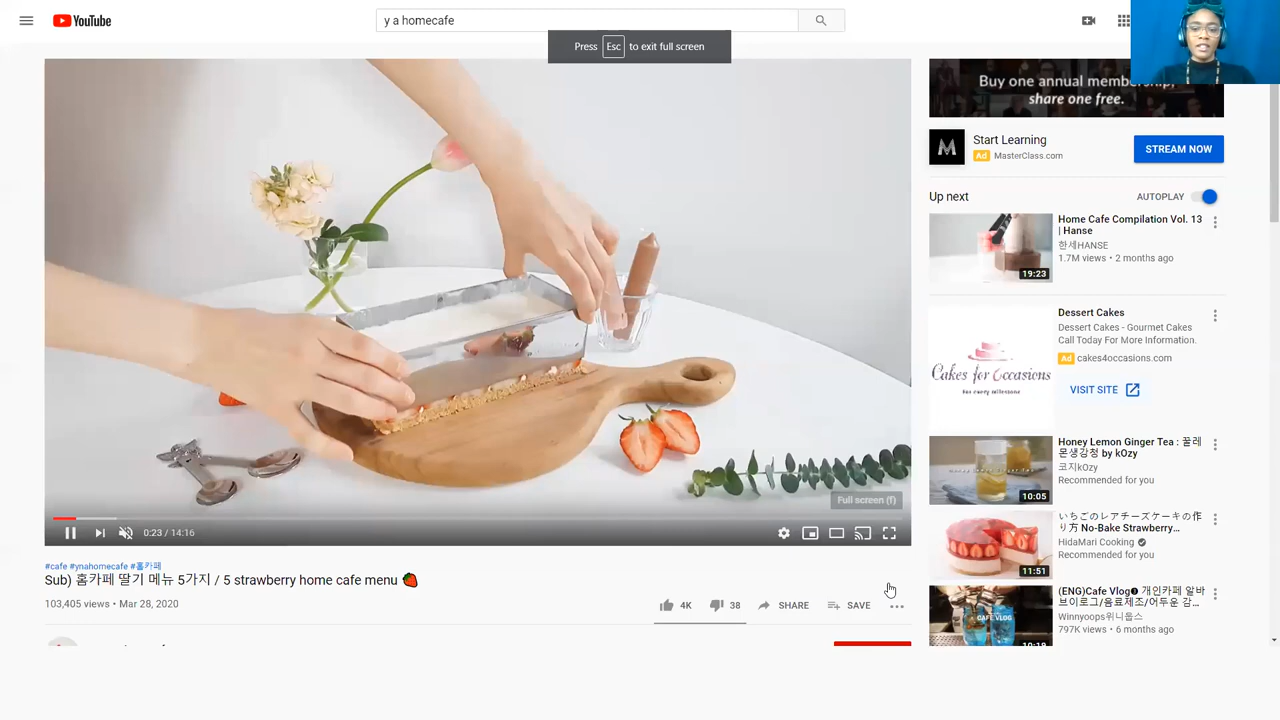 YouTube
y a homecafe
Press Esc to exit full screen
Buy one annual membership,
share one free.
Start Learning
Ad MasterClass.com
STREAM NOW
Up next
AUTOPLAY
Home Cafe Compilation Vol. 13
| Hanse
한세HANSE
1.7M views • 2 months ago
19:23
Dessert Cakes
Dessert Cakes - Gourmet Cakes
Call Today For More Information.
Ad cakes4occasions.com
Cakes for Occasions
VISIT SITE
Honey Lemon Ginger Tea : 꿀레
몬생강청 by kOzy
코지kOzy
Recommended for you
10:05
いちごのレアチーズケーキの作
り方 No-Bake Strawberry...
HidaMari Cooking
Recommended for you
11:51
(ENG)Cafe Vlog❶ 개인카페 알바
브이로그/음료제조/어두운 감...
Winnyoops위니웁스
797K views • 6 months ago
CAFE VLOG
Full screen (f)
0:23 / 14:16
#cafe #ynahomecafe #홈카페
Sub) 홈카페 딸기 메뉴 5가지 / 5 strawberry home cafe menu 🍓
103,405 views • Mar 28, 2020
4K
38
SHARE
SAVE